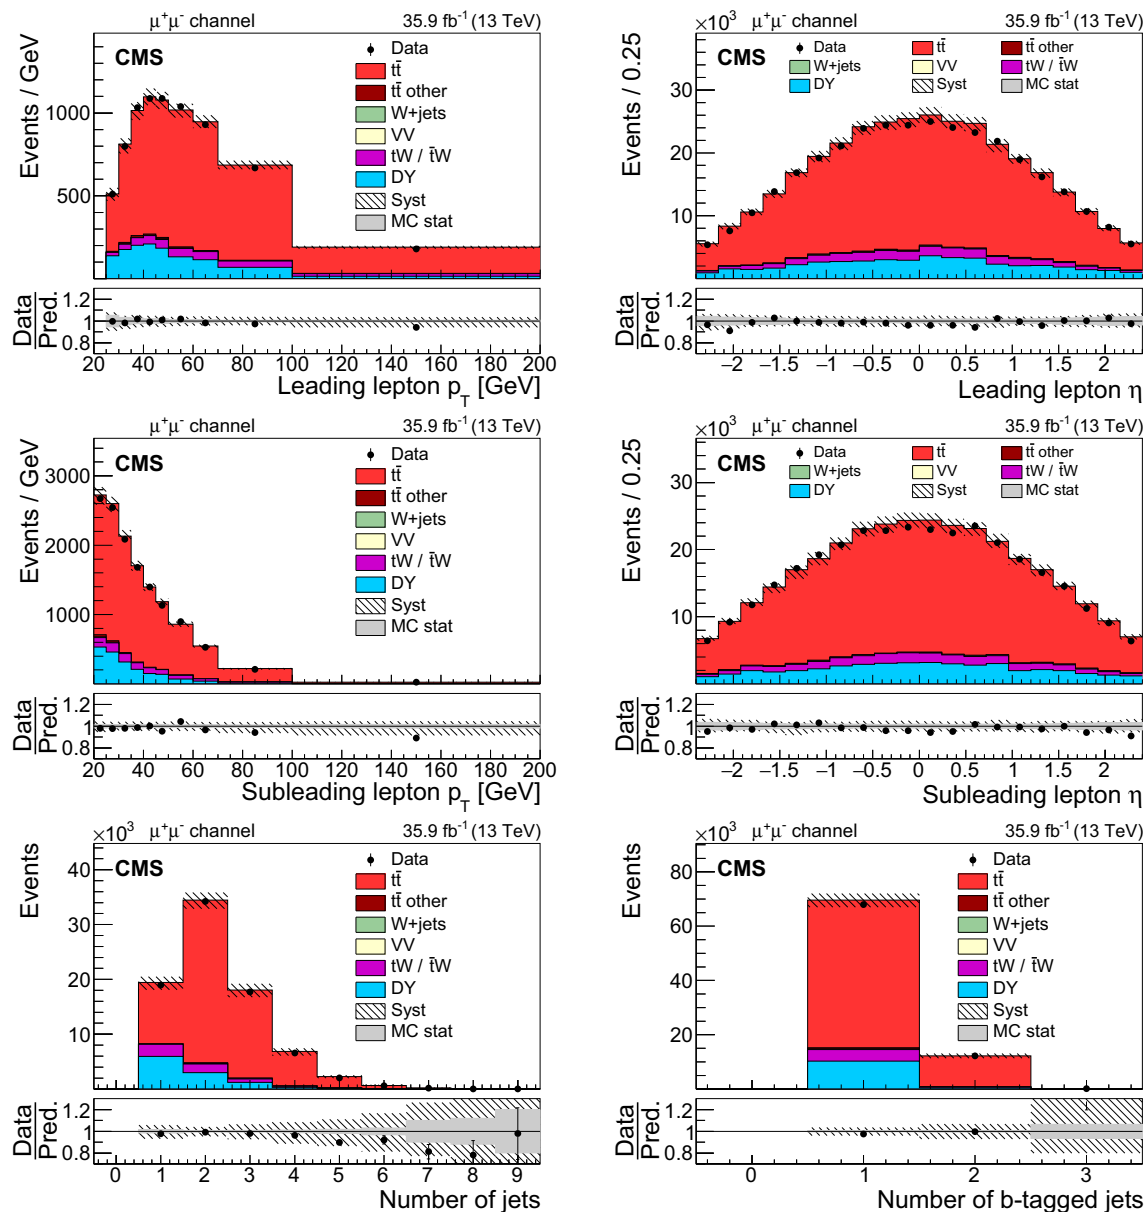 μ⁺μ⁻ channel 35.9 fb⁻¹ (13 TeV)
Events / GeV
CMS
Data
tt̄
tt̄ other
W+jets
VV
tW / t̄W
DY
Syst
MC stat
1000
500
Data
Pred.
1.2
1
0.8
20 40 60 80 100 120 140 160 180 200
Leading lepton p_T [GeV]
×10³ μ⁺μ⁻ channel 35.9 fb⁻¹ (13 TeV)
Events / 0.25
CMS
Data tt̄ tt̄ other
W+jets VV tW / t̄W
DY Syst MC stat
30
20
10
Data
Pred.
1.2
1
0.8
−2 −1.5 −1 −0.5 0 0.5 1 1.5 2
Leading lepton η
μ⁺μ⁻ channel 35.9 fb⁻¹ (13 TeV)
Events / GeV
CMS
Data
tt̄
tt̄ other
W+jets
VV
tW / t̄W
DY
Syst
MC stat
3000
2000
1000
Data
Pred.
1.2
1
0.8
20 40 60 80 100 120 140 160 180 200
Subleading lepton p_T [GeV]
×10³ μ⁺μ⁻ channel 35.9 fb⁻¹ (13 TeV)
Events / 0.25
CMS
Data tt̄ tt̄ other
W+jets VV tW / t̄W
DY Syst MC stat
30
20
10
Data
Pred.
1.2
1
0.8
−2 −1.5 −1 −0.5 0 0.5 1 1.5 2
Subleading lepton η
×10³ μ⁺μ⁻ channel 35.9 fb⁻¹ (13 TeV)
Events
CMS
Data
tt̄
tt̄ other
W+jets
VV
tW / t̄W
DY
Syst
MC stat
40
30
20
10
Data
Pred.
1.2
1
0.8
0 1 2 3 4 5 6 7 8 9
Number of jets
×10³ μ⁺μ⁻ channel 35.9 fb⁻¹ (13 TeV)
Events
CMS
Data
tt̄
tt̄ other
W+jets
VV
tW / t̄W
DY
Syst
MC stat
80
60
40
20
Data
Pred.
1.2
1
0.8
0 1 2 3
Number of b-tagged jets